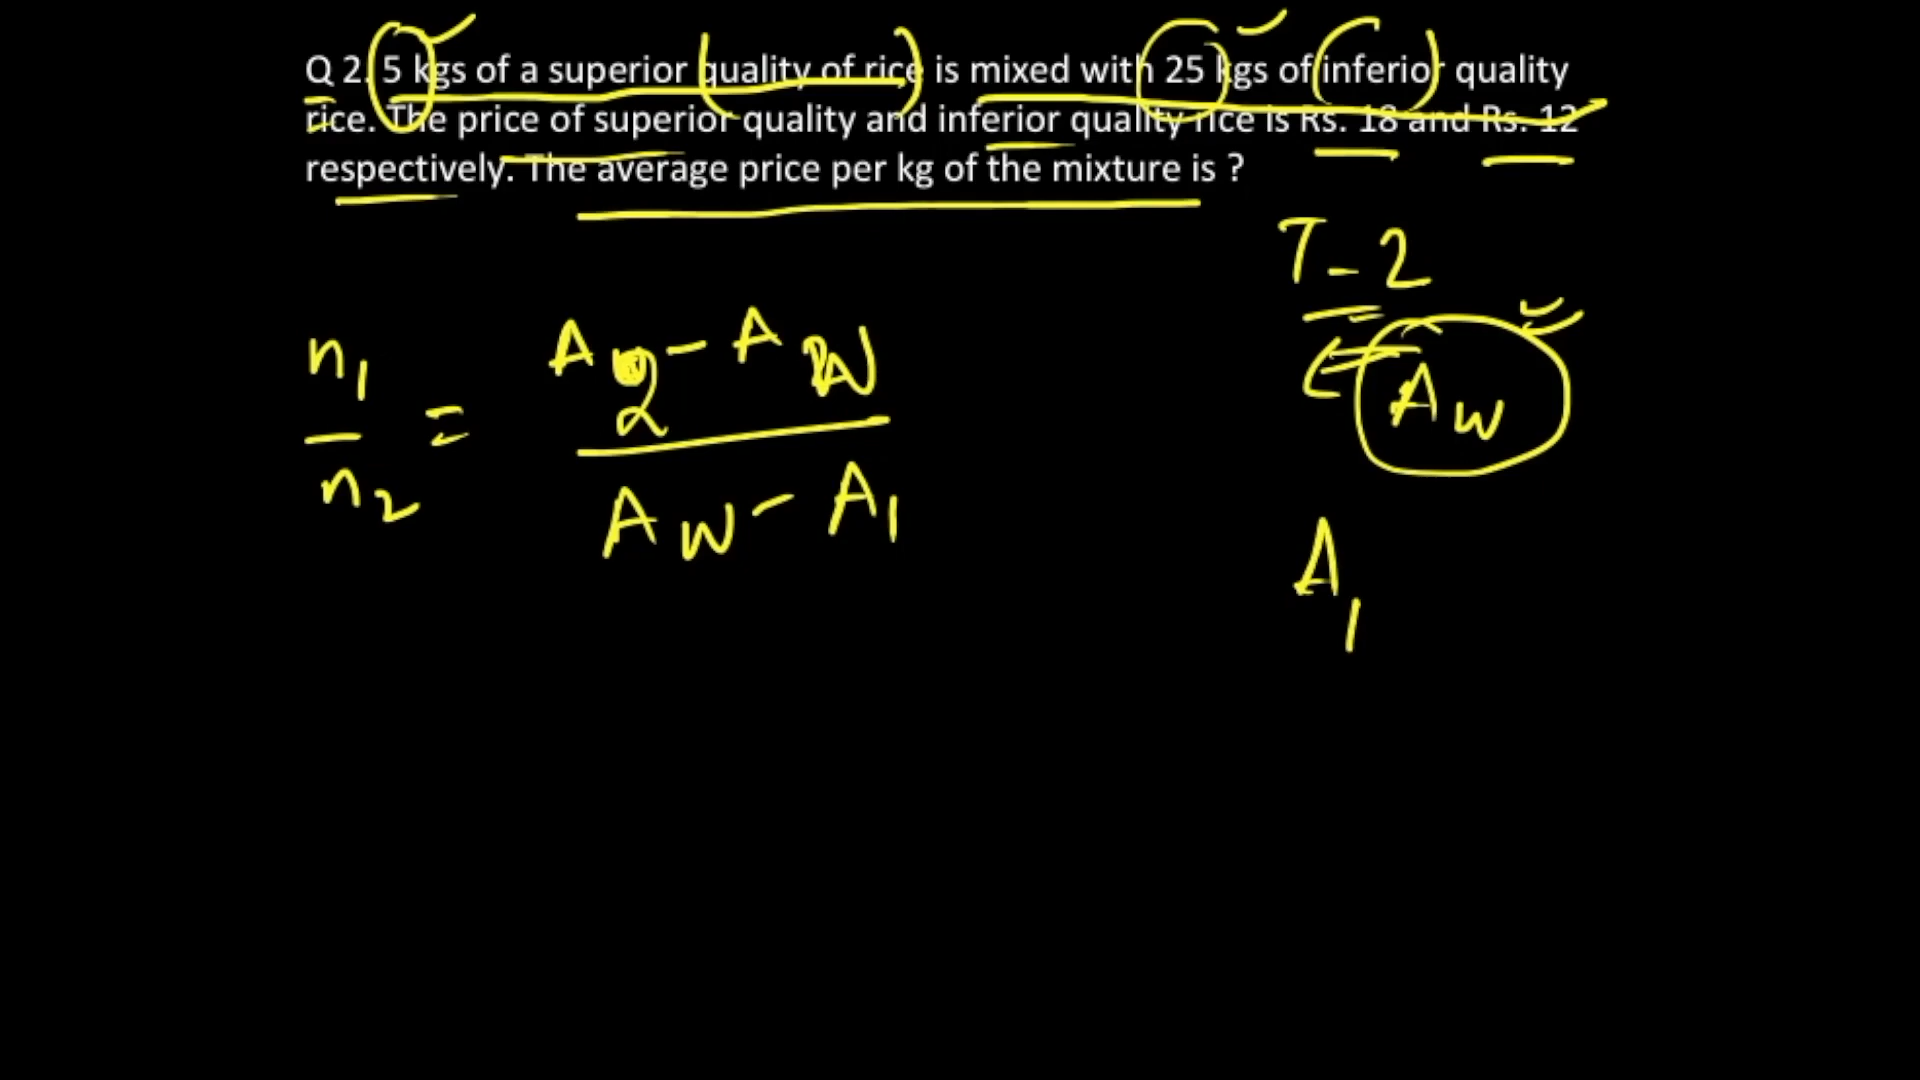 Q 2. 5 kgs of a superior quality of rice is mixed with 25 kgs of inferior quality
rice. The price of superior quality and inferior quality rice is Rs. 18 and Rs. 12
respectively. The average price per kg of the mixture is ?
T-2
n1/n2 = A2 - Aw / Aw - A1
Aw
A1